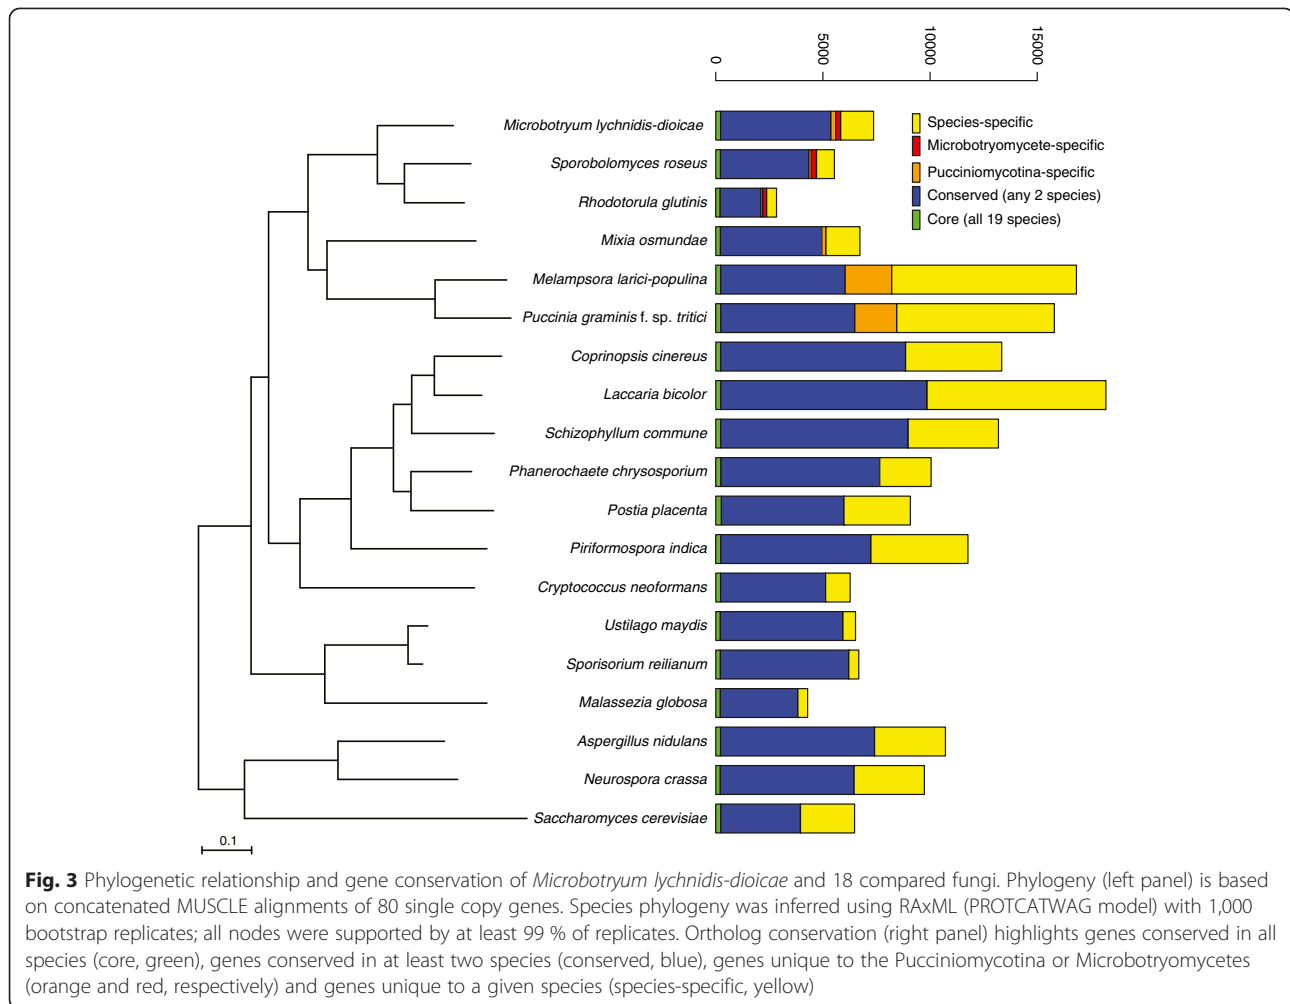 0
5000
10000
15000
Species-specific
Microbotryomycete-specific
Pucciniomycotina-specific
Conserved (any 2 species)
Core (all 19 species)
Microbotryum lychnidis-dioicae
Sporobolomyces roseus
Rhodotorula glutinis
Mixia osmundae
Melampsora larici-populina
Puccinia graminis f. sp. tritici
Coprinopsis cinereus
Laccaria bicolor
Schizophyllum commune
Phanerochaete chrysosporium
Postia placenta
Piriformospora indica
Cryptococcus neoformans
Ustilago maydis
Sporisorium reilianum
Malassezia globosa
Aspergillus nidulans
Neurospora crassa
Saccharomyces cerevisiae
0.1
Fig. 3 Phylogenetic relationship and gene conservation of Microbotryum lychnidis-dioicae and 18 compared fungi. Phylogeny (left panel) is based
on concatenated MUSCLE alignments of 80 single copy genes. Species phylogeny was inferred using RAxML (PROTCATWAG model) with 1,000
bootstrap replicates; all nodes were supported by at least 99 % of replicates. Ortholog conservation (right panel) highlights genes conserved in all
species (core, green), genes conserved in at least two species (conserved, blue), genes unique to the Pucciniomycotina or Microbotryomycetes
(orange and red, respectively) and genes unique to a given species (species-specific, yellow)